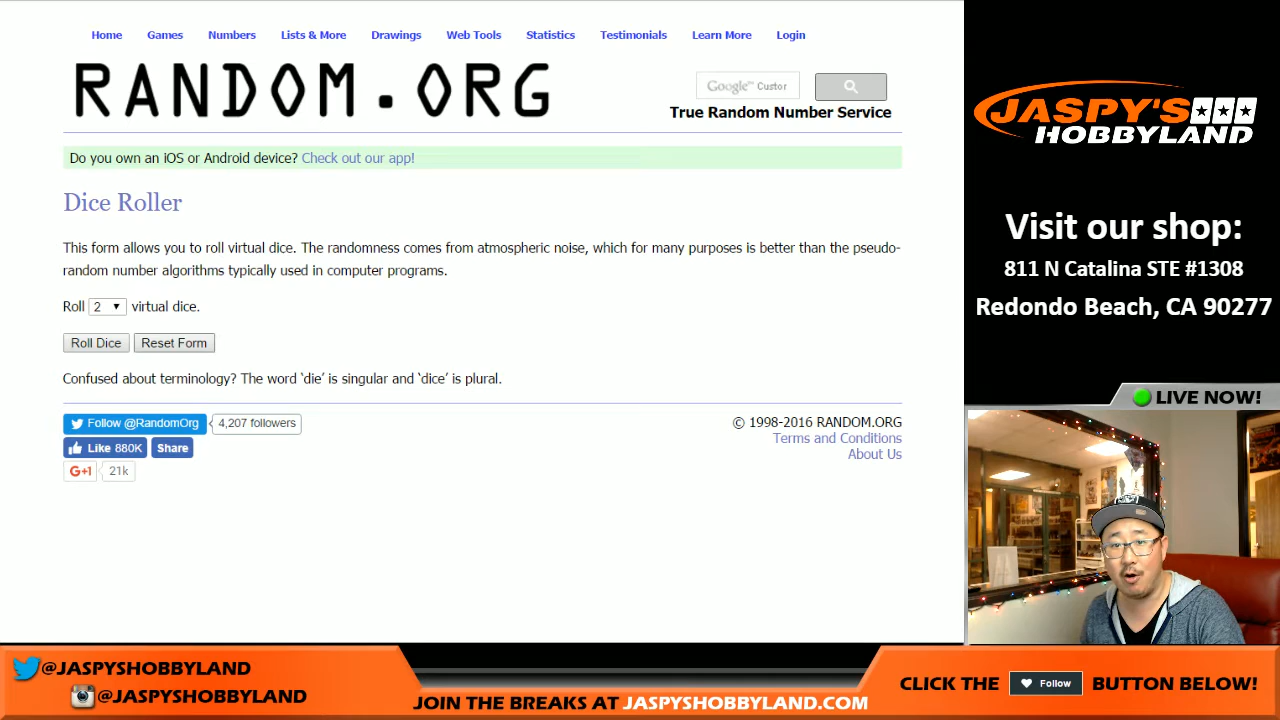 Home Games Numbers Lists & More Drawings Web Tools Statistics Testimonials Learn More Login
RANDOM.ORG
Google™ Custor
True Random Number Service
Do you own an iOS or Android device? Check out our app!
Dice Roller
This form allows you to roll virtual dice. The randomness comes from atmospheric noise, which for many purposes is better than the pseudo-
random number algorithms typically used in computer programs.
Roll 2 virtual dice.
Roll Dice Reset Form
Confused about terminology? The word ‘die’ is singular and ‘dice’ is plural.
Follow @RandomOrg 4,207 followers
Like 880K Share
G+1 21k
© 1998-2016 RANDOM.ORG
Terms and Conditions
About Us
JASPY'S
HOBBYLAND
Visit our shop:
811 N Catalina STE #1308
Redondo Beach, CA 90277
LIVE NOW!
@JASPYSHOBBYLAND
@JASPYSHOBBYLAND
JOIN THE BREAKS AT JASPYSHOBBYLAND.COM
CLICK THE Follow BUTTON BELOW!